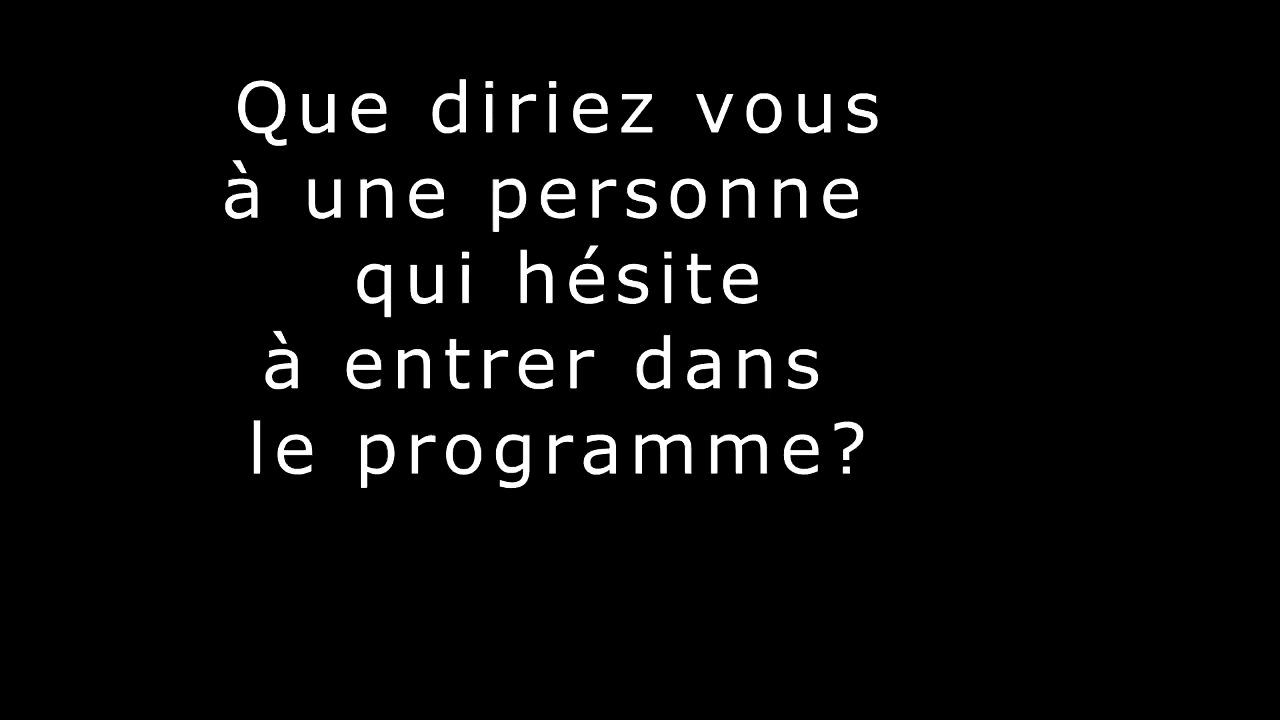 Que diriez vous
à une personne
qui hésite
à entrer dans
le programme?